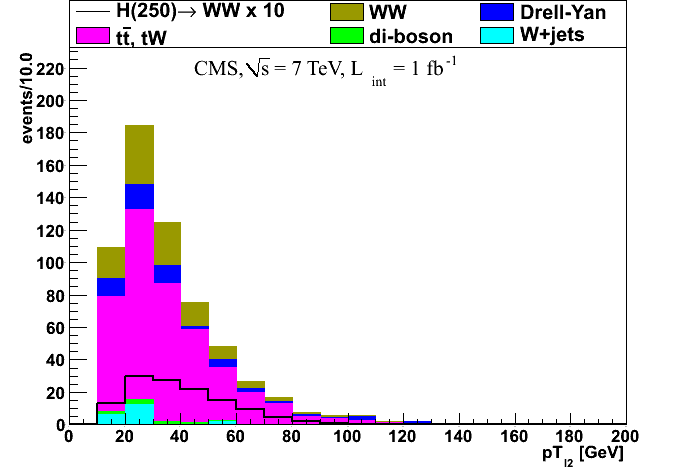 H(250)→ WW x 10
WW
Drell-Yan
tt̄, tW
di-boson
W+jets
CMS, √s = 7 TeV, L int = 1 fb⁻¹
events/10.0
220
200
180
160
140
120
100
80
60
40
20
0
0 20 40 60 80 100 120 140 160 180 200
pT l2 [GeV]